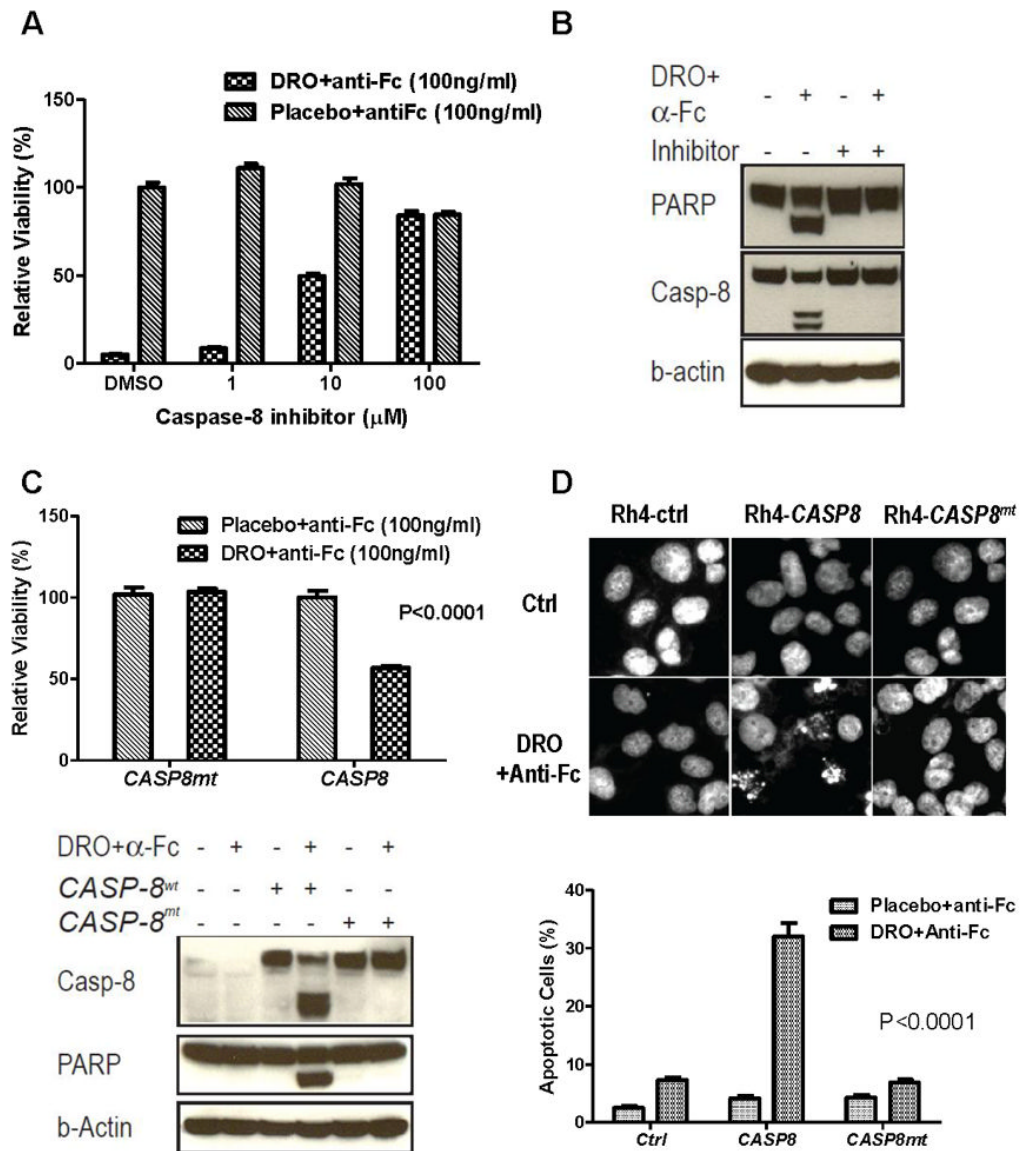 A
DRO+anti-Fc (100ng/ml)
Placebo+antiFc (100ng/ml)
150
100
50
0
Relative Viability (%)
DMSO 1 10 100
Caspase-8 inhibitor (μM)
B
DRO+ α-Fc - + - +
Inhibitor - - + +
PARP
Casp-8
b-actin
C
Placebo+anti-Fc (100ng/ml)
DRO+anti-Fc (100ng/ml)
150
100
50
0
Relative Viability (%)
P<0.0001
CASP8mt CASP8
DRO+α-Fc - + - + - +
CASP-8wt - - + + - -
CASP-8mt - - - - + +
Casp-8
PARP
b-Actin
D
Rh4-ctrl Rh4-CASP8 Rh4-CASP8mt
Ctrl
DRO
+Anti-Fc
Placebo+anti-Fc
DRO+Anti-Fc
40
30
20
10
0
Apoptotic Cells (%)
P<0.0001
Ctrl CASP8 CASP8mt